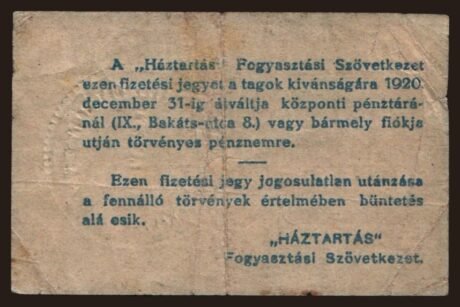 A „Háztartás" Fogyasztási Szövetkezet
ezen fizetési jegyet a tagok kivánságára 1920
december 31-ig átváltja központi pénztárá-
nál (IX., Bakáts-utca 8.) vagy bármely fiókja
utján törvényes pénznemre.
Ezen fizetési jegy jogosulatlan utánzása
a fennálló törvények értelmében büntetés
alá esik.
„HÁZTARTÁS"
Fogyasztási Szövetkezet.